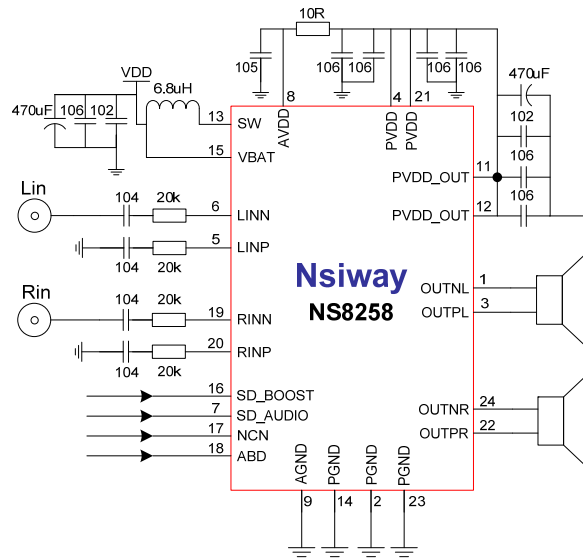 10R
105
106
106
106
106
470uF
VDD
6.8uH
470uF
106
102
8
4
21
AVDD
PVDD
PVDD
13
SW
15
VBAT
102
106
106
106
11
PVDD_OUT
12
PVDD_OUT
Lin
104
20k
6
LINN
5
LINP
104
20k
Nsiway
NS8258
OUTNL
1
OUTPL
3
Rin
104
20k
19
RINN
20
RINP
104
20k
16
SD_BOOST
7
SD_AUDIO
17
NCN
18
ABD
OUTNR
24
OUTPR
22
AGND
PGND
PGND
PGND
9
14
2
23